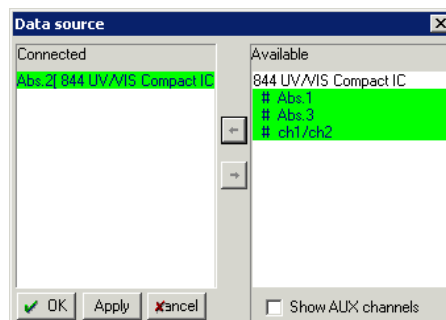 Data source
Connected
Available
Abs.2[ 844 UV/VIS Compact IC
844 UV/VIS Compact IC
# Abs.1
# Abs.3
# ch1/ch2
OK
Apply
Cancel
Show AUX channels